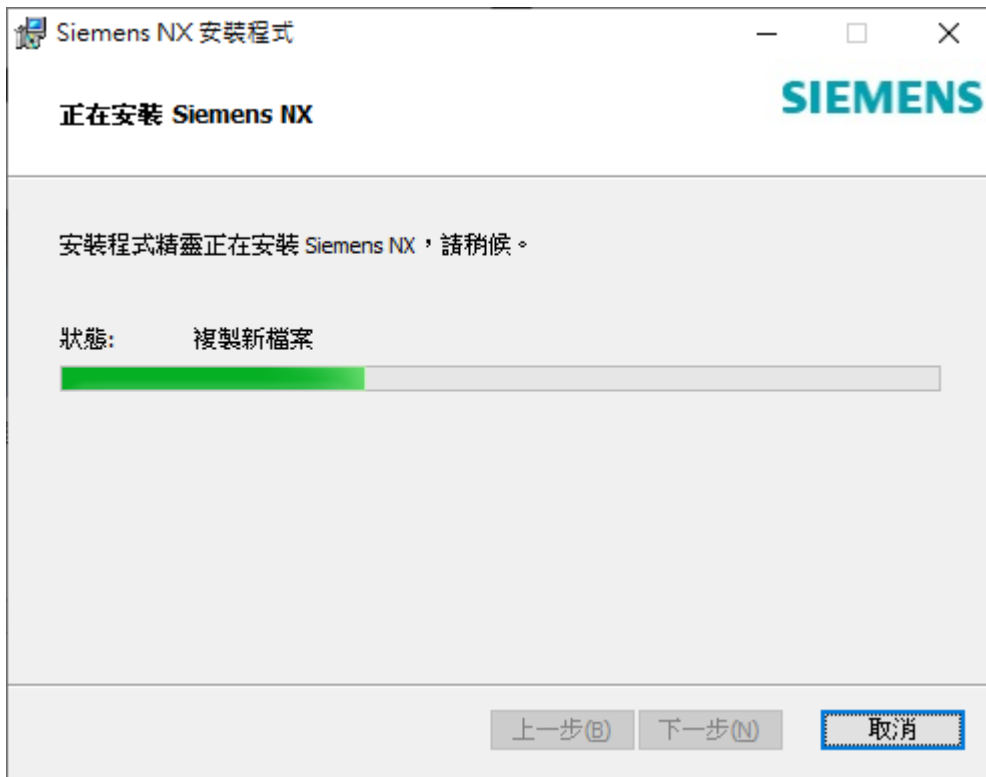 Siemens NX 安裝程式
SIEMENS
正在安裝 Siemens NX
安裝程式精靈正在安裝 Siemens NX，請稍候。
狀態: 複製新檔案
上一步(B) 下一步(N) 取消